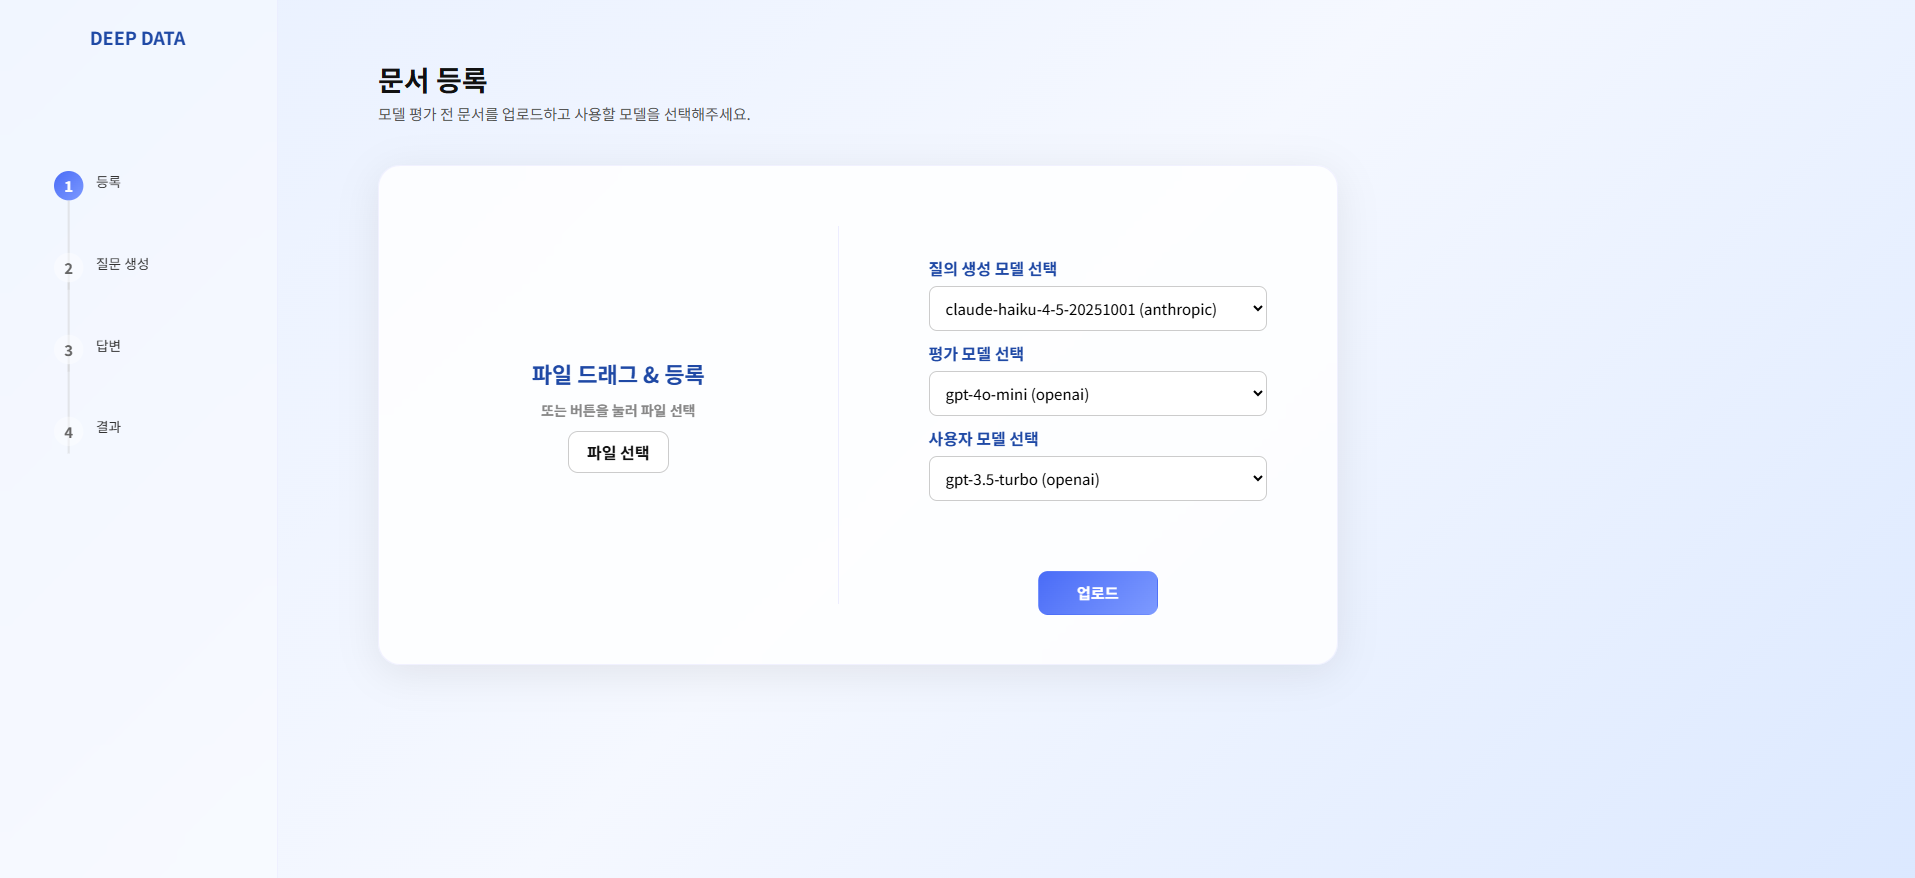 DEEP DATA
1 등록
2 질문 생성
3 답변
4 결과
문서 등록
모델 평가 전 문서를 업로드하고 사용할 모델을 선택해주세요.
파일 드래그 & 등록
또는 버튼을 눌러 파일 선택
파일 선택
질의 생성 모델 선택
claude-haiku-4-5-20251001 (anthropic)
평가 모델 선택
gpt-4o-mini (openai)
사용자 모델 선택
gpt-3.5-turbo (openai)
업로드